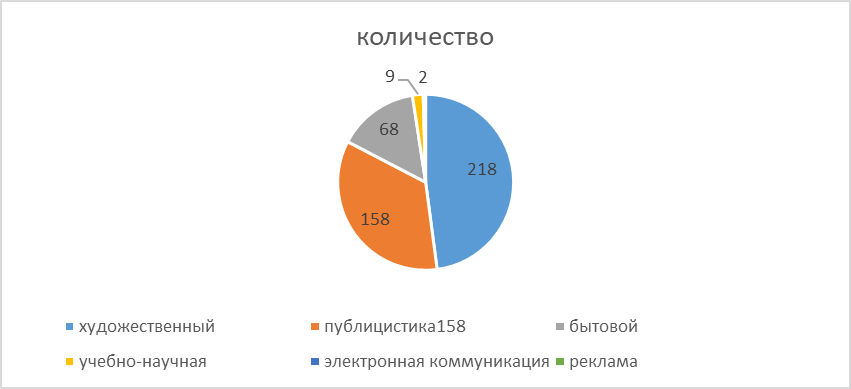 количество
9 2
68
218
158
художественный публицистика158 бытовой
учебно-научная электронная коммуникация реклама